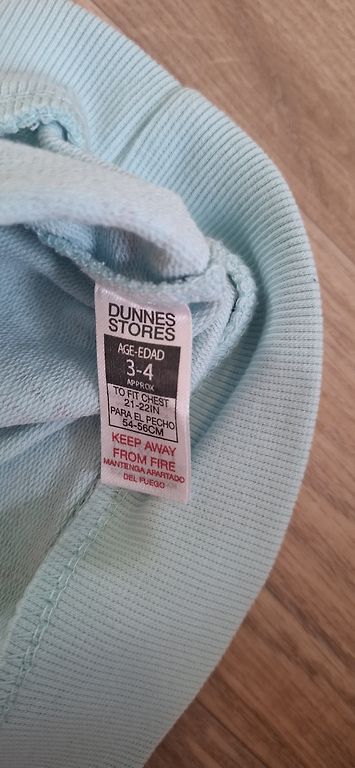 DUNNES
STORES
AGE-EDAD
3-4
APPROX
TO FIT CHEST
21-22IN
PARA EL PECHO
54-56CM
KEEP AWAY
FROM FIRE
MANTENGA APARTADO
DEL FUEGO